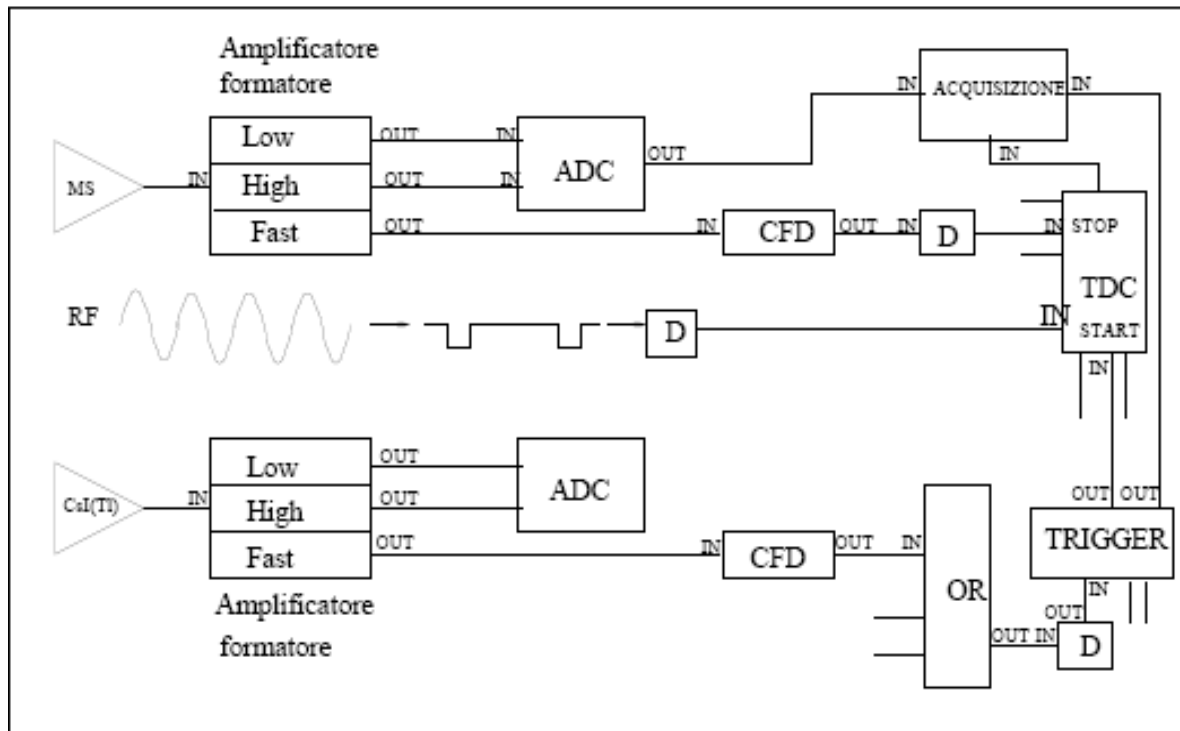 Amplificatore
formatore
MS
IN
Low
High
Fast
OUT
OUT
OUT
IN
IN
ADC
OUT
IN
ACQUISIZIONE
IN
IN
IN
CFD
OUT
IN
D
IN
STOP
TDC
IN
START
IN
RF
D
CsI(Tl)
IN
Low
High
Fast
OUT
OUT
OUT
ADC
IN
CFD
OUT
IN
OR
OUT
IN
D
OUT
IN
TRIGGER
OUT
OUT
Amplificatore
formatore